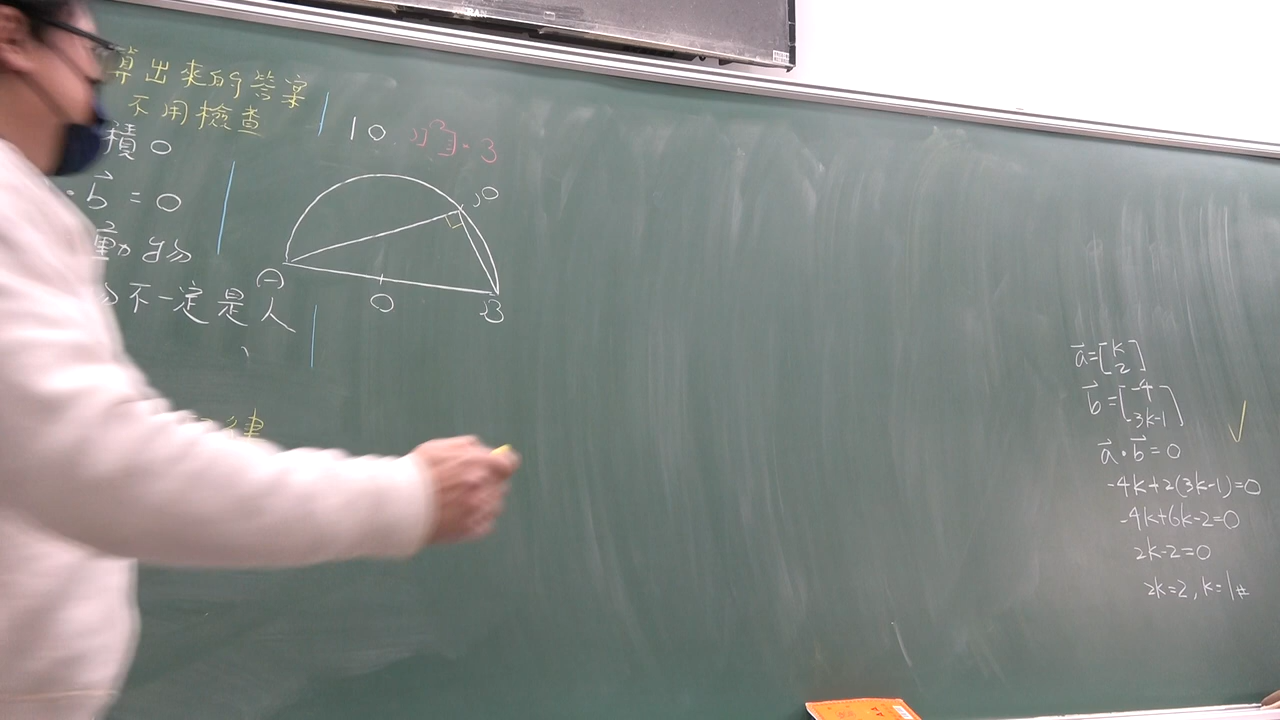 算出來的答案
不用檢查
積0
·b⃗=0
動物
不一定是人
律
10
O
B
a⃗=[k
2]
b⃗=[-4
3k-1]
a⃗·b⃗=0
-4k+2(3k-1)=0
-4k+6k-2=0
2k-2=0
2k=2, k=1#